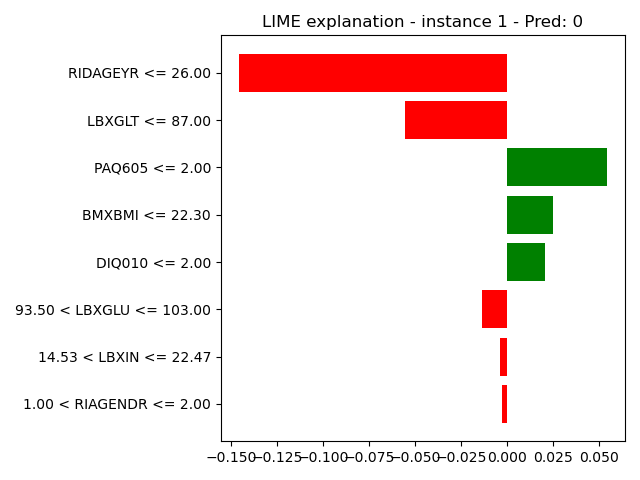 LIME explanation - instance 1 - Pred: 0
RIDAGEYR <= 26.00
LBXGLT <= 87.00
PAQ605 <= 2.00
BMXBMI <= 22.30
DIQ010 <= 2.00
93.50 < LBXGLU <= 103.00
14.53 < LBXIN <= 22.47
1.00 < RIAGENDR <= 2.00
−0.150 −0.125 −0.100 −0.075 −0.050 −0.025 0.000 0.025 0.050